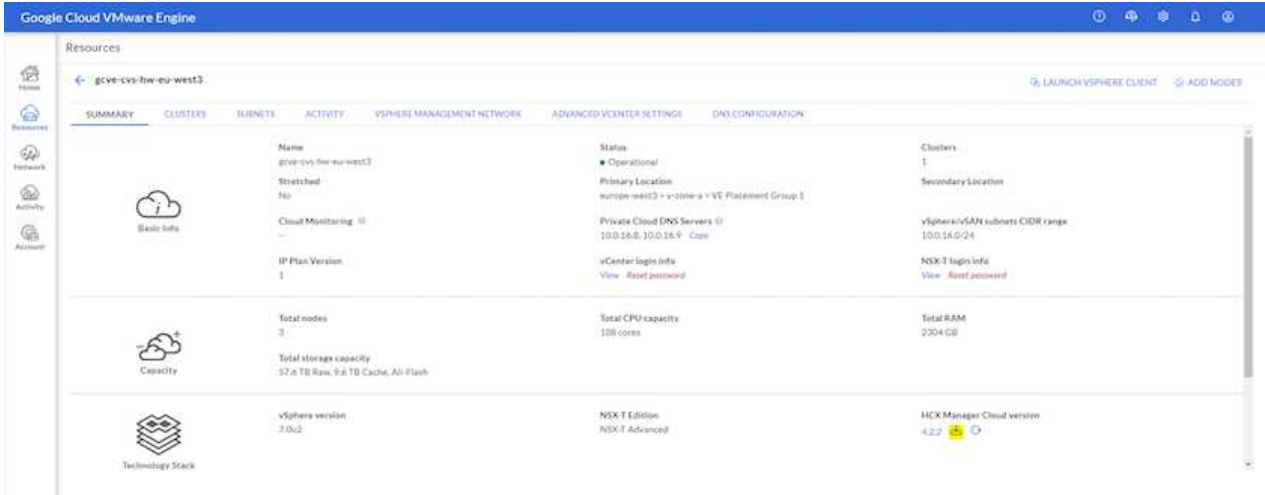 Google Cloud VMware Engine
Resources
Home
Resources
Network
Activity
Account
gcve-cvs-hw-eu-west3
LAUNCH VSPHERE CLIENT ADD NODES
SUMMARY CLUSTERS SUBNETS ACTIVITY VSPHERE MANAGEMENT NETWORK ADVANCED VCENTER SETTINGS DNS CONFIGURATION
Basic Info
Name Status Clusters
gcve-cvs-hw-eu-west3 Operational 1
Stretched Primary Location Secondary Location
No europe-west3 > v-zone-a > VE Placement Group 1
Cloud Monitoring Private Cloud DNS Servers vSphere/vSAN subnets CIDR range
-- 10.0.16.8, 10.0.16.9 Copy 10.0.16.0/24
IP Plan Version vCenter login info NSX-T login info
1 View Reset password View Reset password
Capacity
Total nodes Total CPU capacity Total RAM
3 108 cores 2304 GB
Total storage capacity
57.6 TB Raw, 9.6 TB Cache, All-Flash
Technology Stack
vSphere version NSX-T Edition HCX Manager Cloud version
7.0u2 NSX-T Advanced 4.2.2